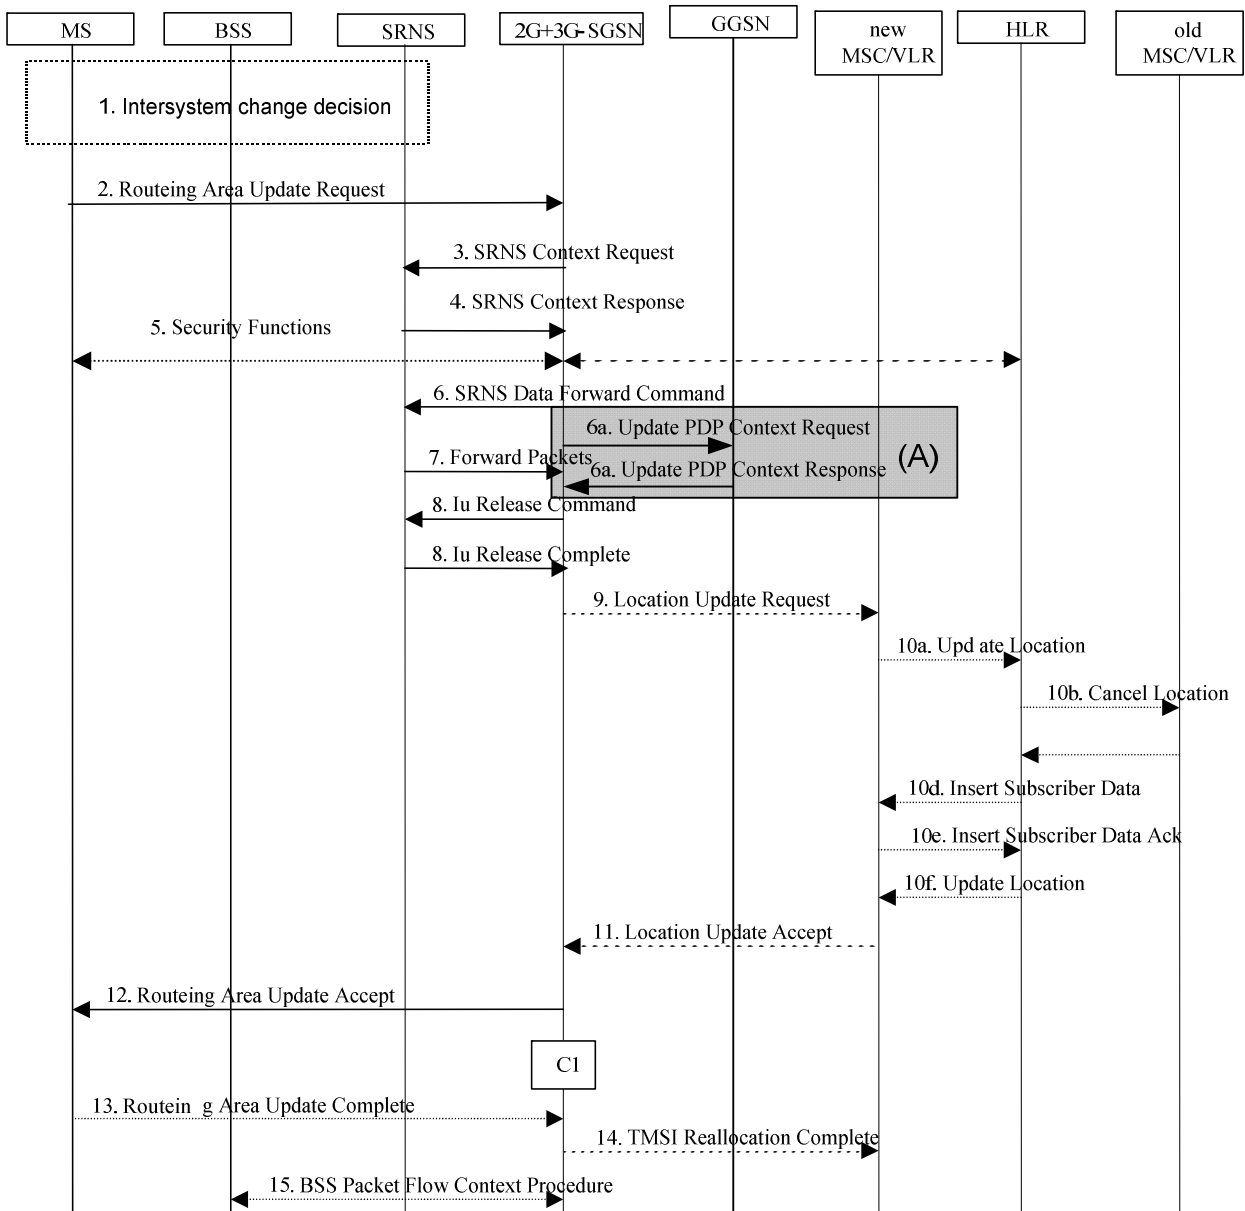 MS
BSS
SRNS
2G+3G-SGSN
GGSN
new
MSC/VLR
HLR
old
MSC/VLR
1. Intersystem change decision
2. Routeing Area Update Request
3. SRNS Context Request
4. SRNS Context Response
5. Security Functions
6. SRNS Data Forward Command
6a. Update PDP Context Request
(A)
7. Forward Packets
6a. Update PDP Context Response
8. Iu Release Command
8. Iu Release Complete
9. Location Update Request
10a. Upd ate Location
10b. Cancel Location
10d. Insert Subscriber Data
10e. Insert Subscriber Data Ack
10f. Update Location
11. Location Update Accept
12. Routeing Area Update Accept
C1
13. Routein g Area Update Complete
14. TMSI Reallocation Complete
15. BSS Packet Flow Context Procedure